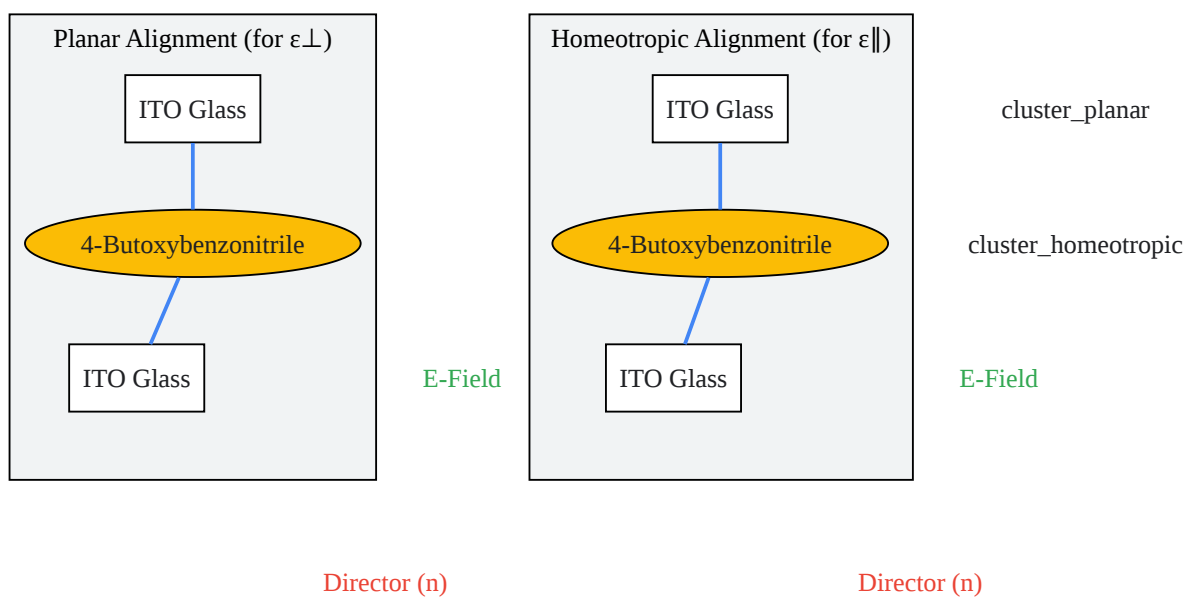 Planar Alignment (for ε⊥)
ITO Glass
4-Butoxybenzonitrile
ITO Glass
E-Field
Director (n)
Homeotropic Alignment (for ε∥)
ITO Glass
4-Butoxybenzonitrile
ITO Glass
E-Field
Director (n)
cluster_planar
cluster_homeotropic